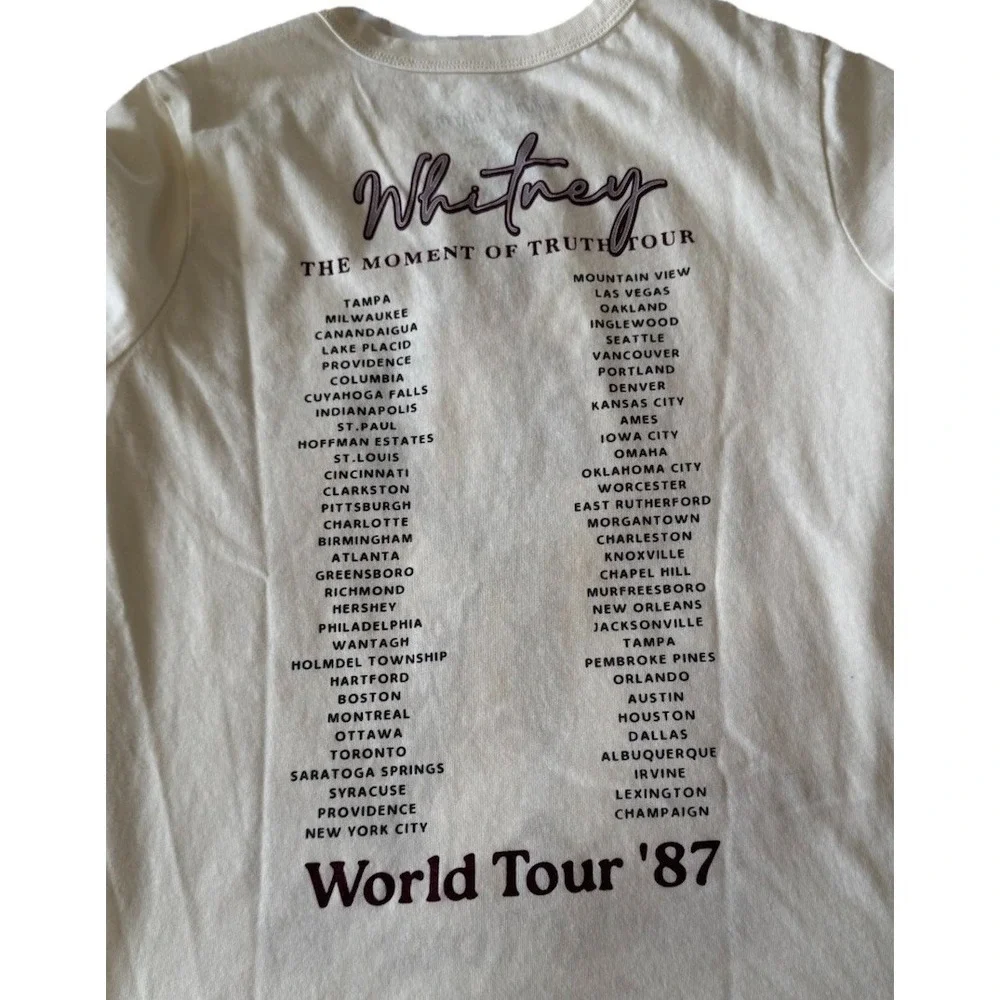 Whitney
THE MOMENT OF TRUTH TOUR
TAMPA
MILWAUKEE
CANANDAIGUA
LAKE PLACID
PROVIDENCE
COLUMBIA
CUYAHOGA FALLS
INDIANAPOLIS
ST.PAUL
HOFFMAN ESTATES
ST.LOUIS
CINCINNATI
CLARKSTON
PITTSBURGH
CHARLOTTE
BIRMINGHAM
ATLANTA
GREENSBORO
RICHMOND
HERSHEY
PHILADELPHIA
WANTAGH
HOLMDEL TOWNSHIP
HARTFORD
BOSTON
MONTREAL
OTTAWA
TORONTO
SARATOGA SPRINGS
SYRACUSE
PROVIDENCE
NEW YORK CITY
MOUNTAIN VIEW
LAS VEGAS
OAKLAND
INGLEWOOD
SEATTLE
VANCOUVER
PORTLAND
DENVER
KANSAS CITY
AMES
IOWA CITY
OMAHA
OKLAHOMA CITY
WORCESTER
EAST RUTHERFORD
MORGANTOWN
CHARLESTON
KNOXVILLE
CHAPEL HILL
MURFREESBORO
NEW ORLEANS
JACKSONVILLE
TAMPA
PEMBROKE PINES
ORLANDO
AUSTIN
HOUSTON
DALLAS
ALBUQUERQUE
IRVINE
LEXINGTON
CHAMPAIGN
World Tour '87